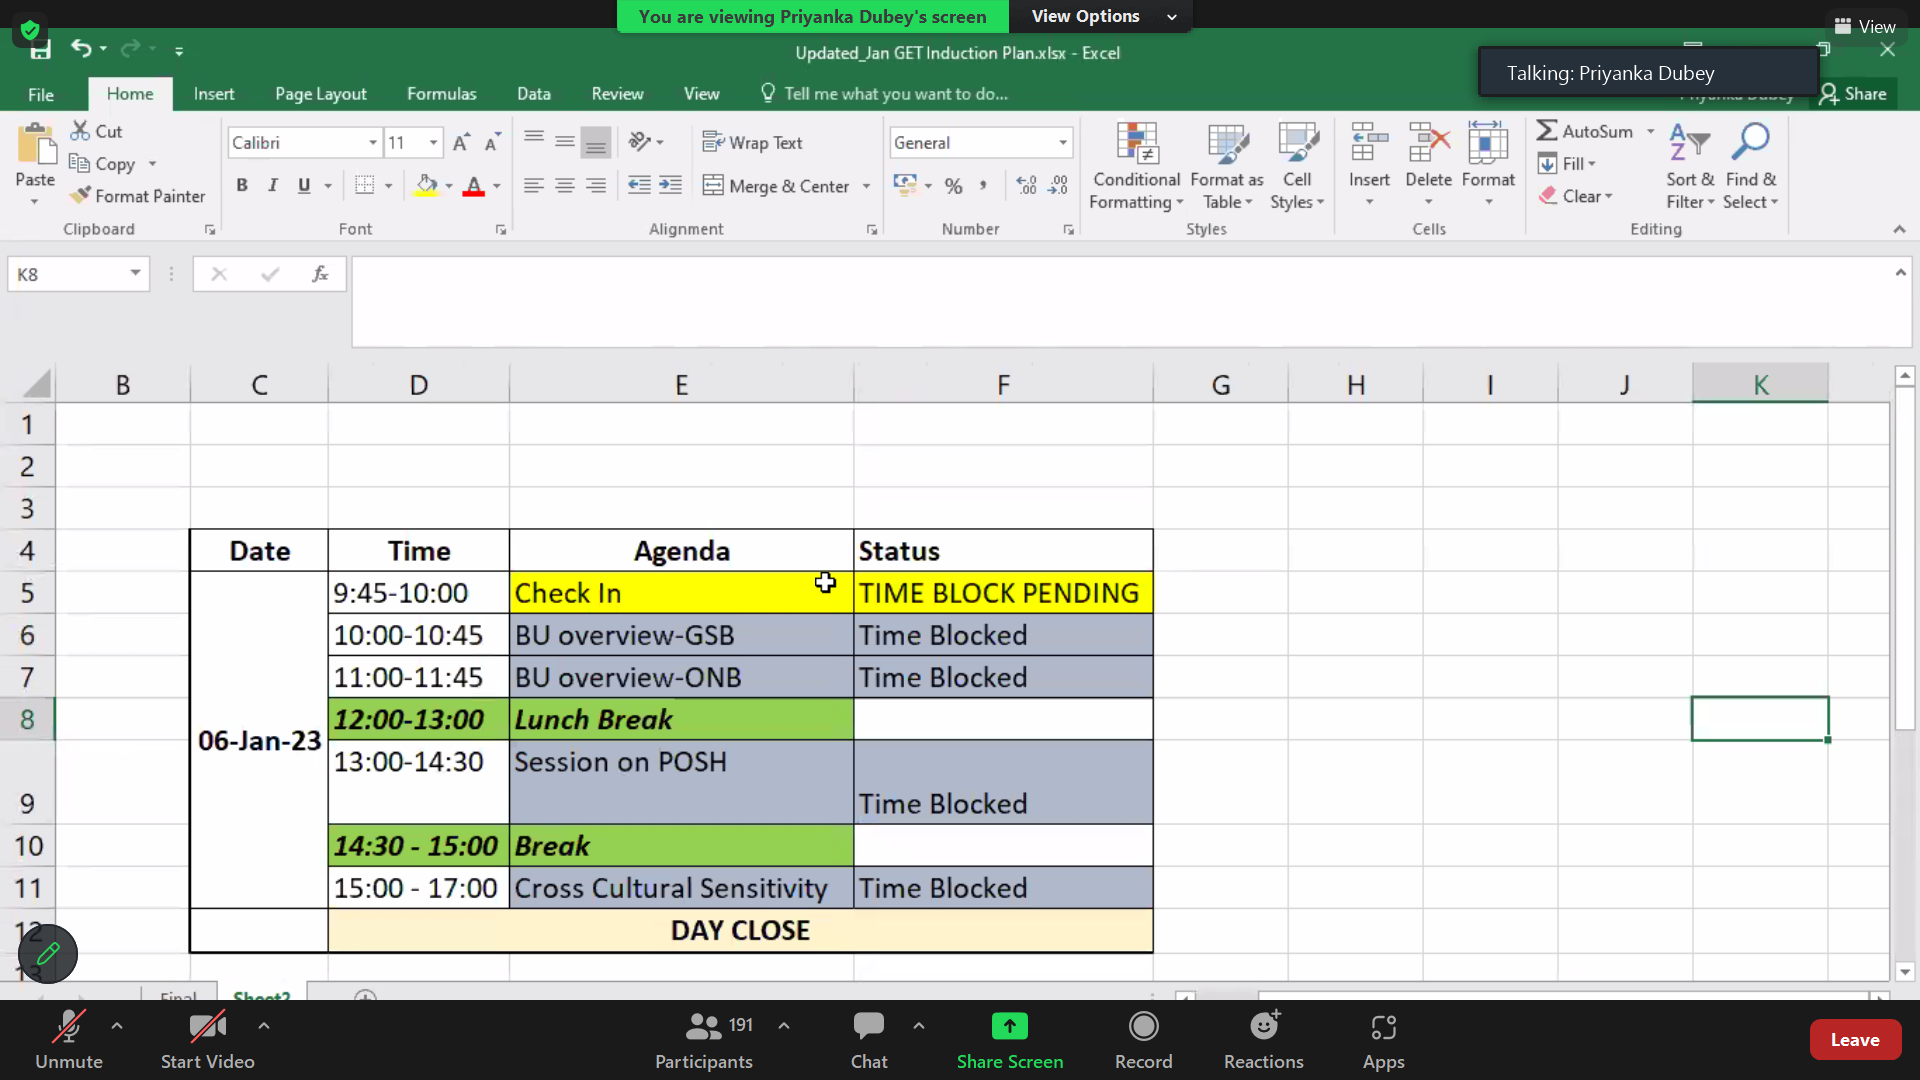 You are viewing Priyanka Dubey's screen View Options
View
Updated_Jan GET Induction Plan.xlsx - Excel
Talking: Priyanka Dubey
File Home Insert Page Layout Formulas Data Review View Tell me what you want to do... Priyanka Dubey Share
Cut
Copy
Format Painter
Paste
Clipboard
Calibri 11
B I U
Font
Wrap Text
Merge & Center
Alignment
General
%
Number
Conditional Formatting
Format as Table
Cell Styles
Styles
Insert Delete Format
Cells
AutoSum
Fill
Clear
Sort & Filter
Find & Select
Editing
K8 fx
B C D E F G H I J K
1
2
3
4 Date Time Agenda Status
5 9:45-10:00 Check In TIME BLOCK PENDING
6 10:00-10:45 BU overview-GSB Time Blocked
7 11:00-11:45 BU overview-ONB Time Blocked
8 12:00-13:00 Lunch Break
06-Jan-23
9 13:00-14:30 Session on POSH Time Blocked
10 14:30 - 15:00 Break
11 15:00 - 17:00 Cross Cultural Sensitivity Time Blocked
12 DAY CLOSE
13
Final Sheet2
191
Unmute Start Video Participants Chat Share Screen Record Reactions Apps Leave